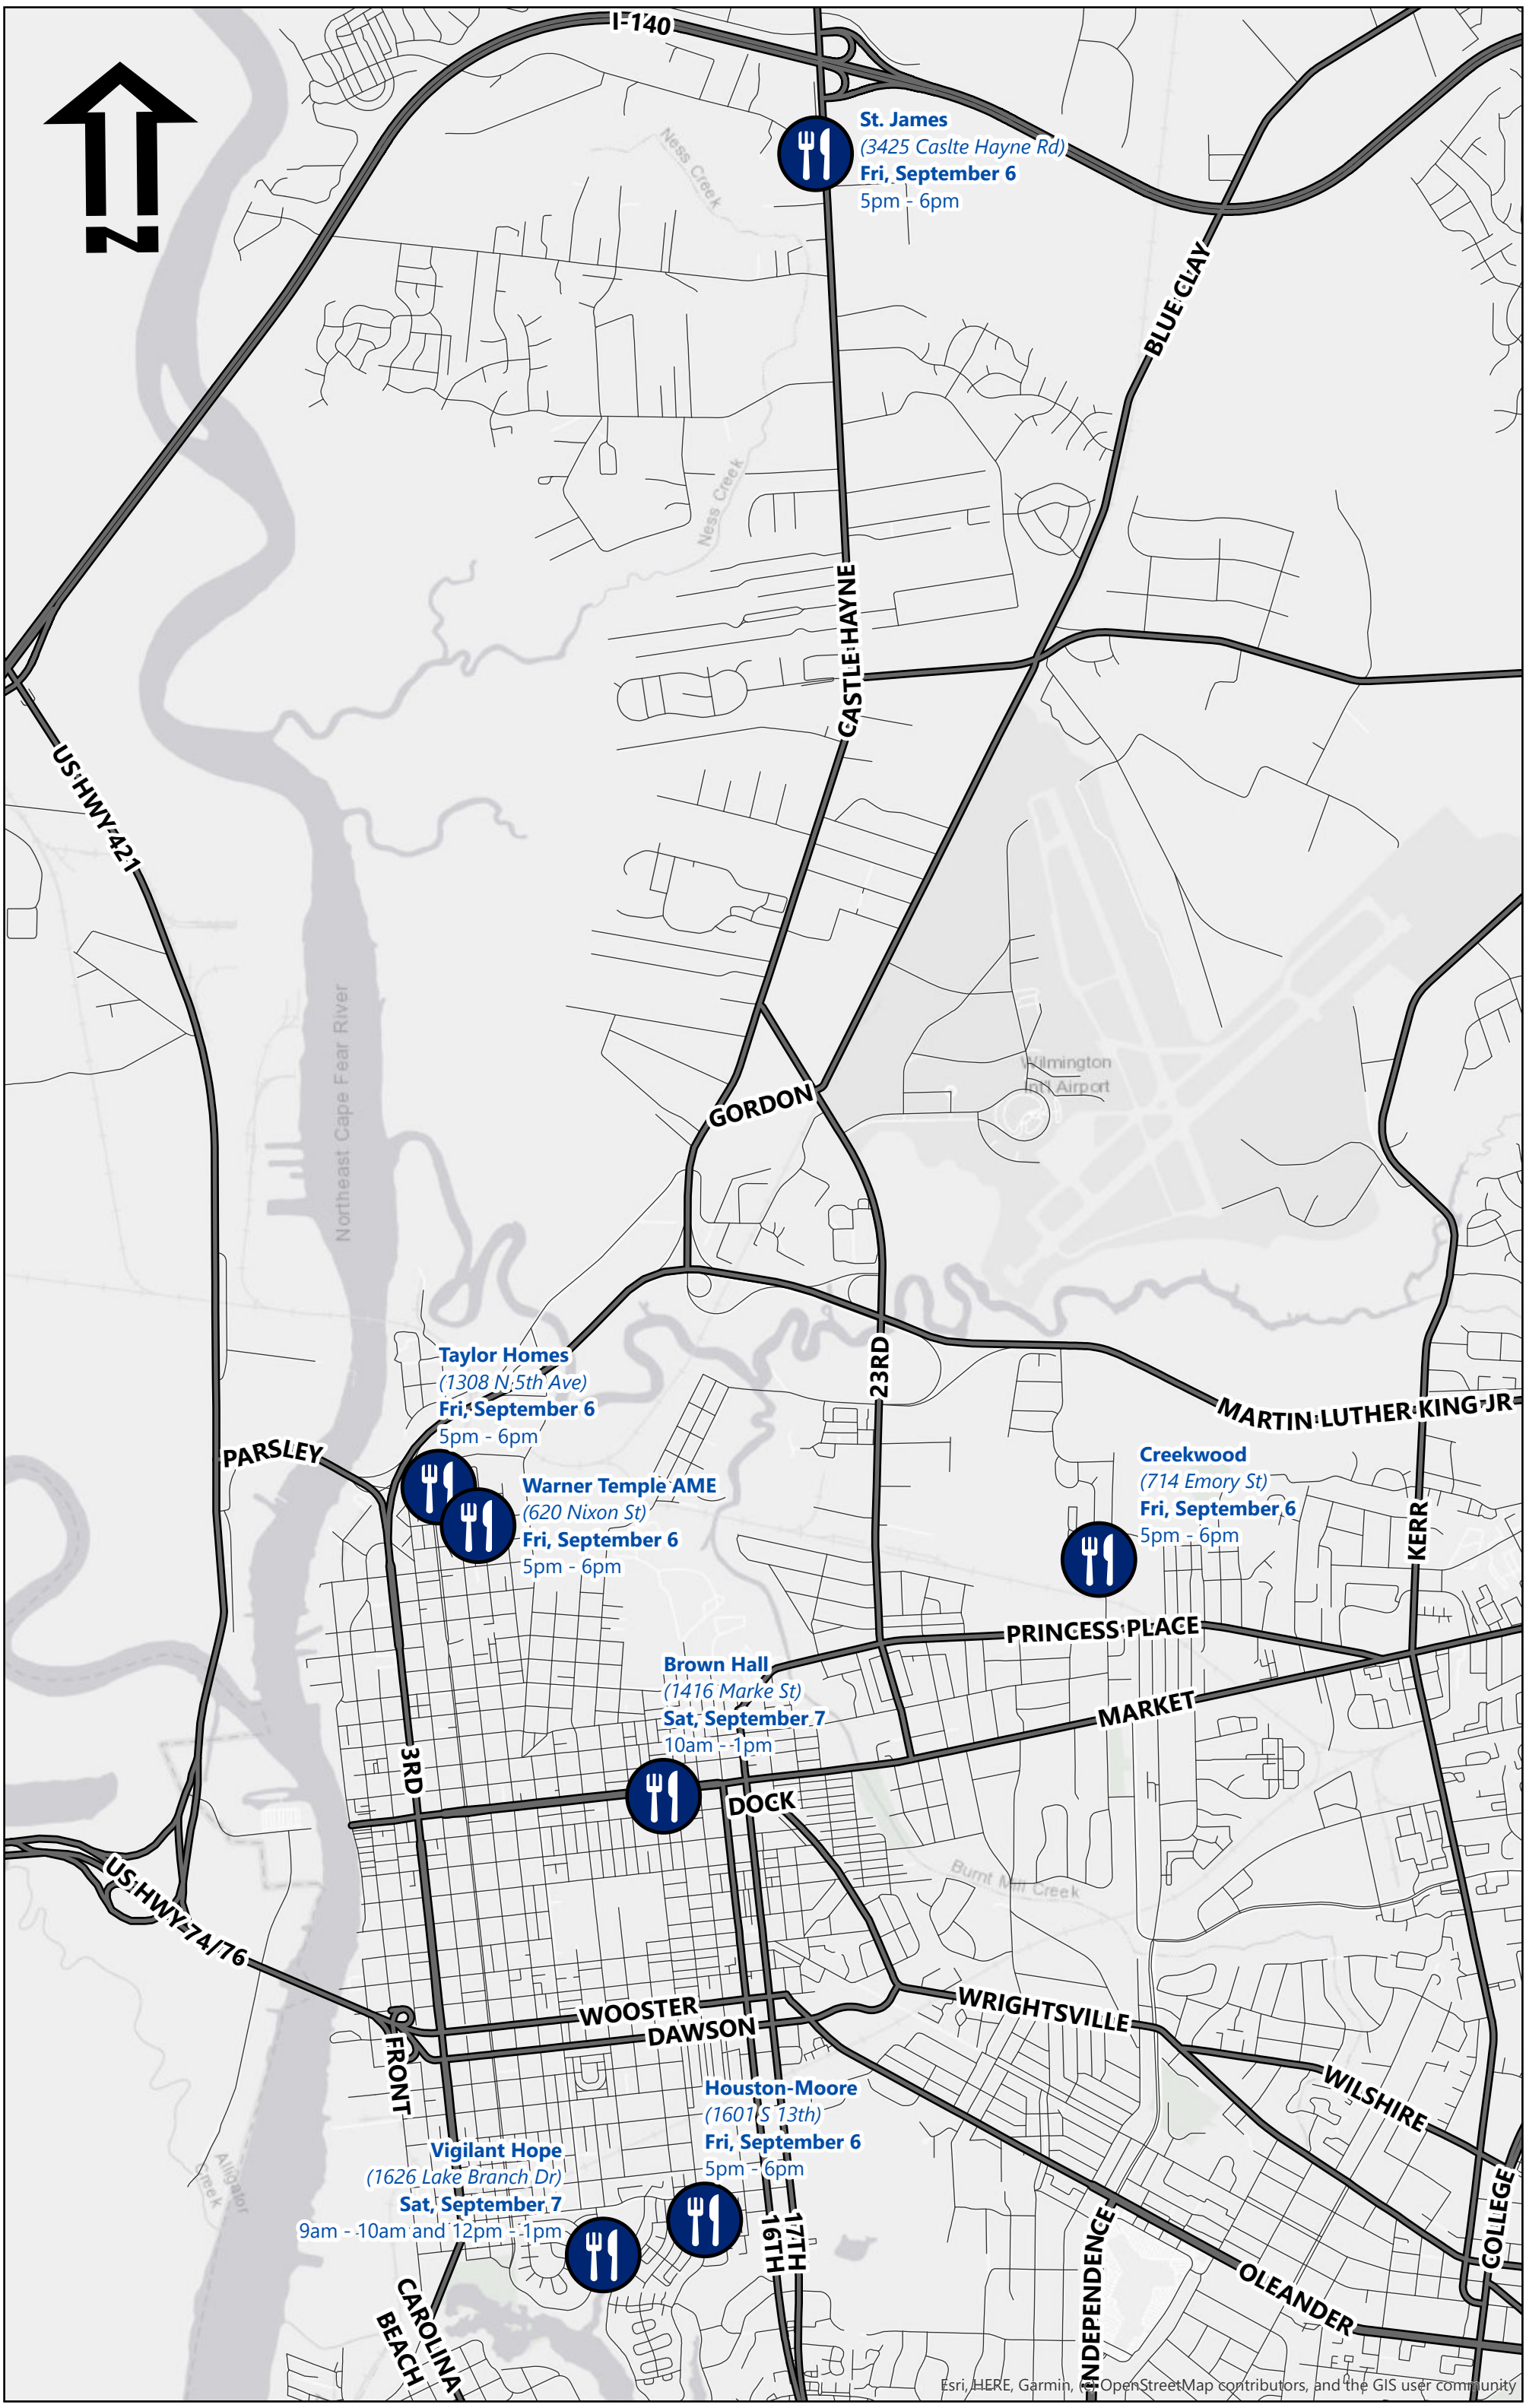 I-140
N
St. James
(3425 Caslte Hayne Rd)
Fri, September 6
5pm - 6pm
Ness Creek
BLUE CLAY
Ness Creek
CASTLE HAYNE
US HWY 421
Northeast Cape Fear River
Wilmington
Int'l Airport
GORDON
23RD
Taylor Homes
(1308 N 5th Ave)
Fri, September 6
5pm - 6pm
MARTIN LUTHER KING JR
PARSLEY
Warner Temple AME
(620 Nixon St)
Fri, September 6
5pm - 6pm
Creekwood
(714 Emory St)
Fri, September 6
5pm - 6pm
KERR
PRINCESS PLACE
Brown Hall
(1416 Marke St)
Sat, September 7
10am - 1pm
MARKET
3RD
DOCK
Burnt Mill Creek
US HWY 74/76
WOOSTER
DAWSON
WRIGHTSVILLE
FRONT
WILSHIRE
Houston-Moore
(1601 S 13th)
Fri, September 6
5pm - 6pm
Vigilant Hope
(1626 Lake Branch Dr)
Sat, September 7
9am - 10am and 12pm - 1pm
Alligator
Creek
16TH
17TH
COLLEGE
INDEPENDENCE
OLEANDER
CAROLINA
BEACH
Esri, HERE, Garmin, (c) OpenStreetMap contributors, and the GIS user community